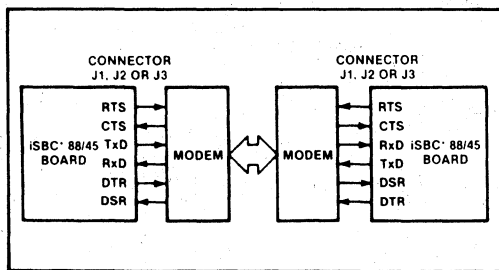 CONNECTOR
J1, J2 OR J3
CONNECTOR
J1, J2 OR J3
RTS
CTS
TxD
RxD
DTR
DSR
iSBC* 88/45
BOARD
MODEM
MODEM
RTS
CTS
RxD
TxD
DSR
DTR
iSBC* 88/45
BOARD